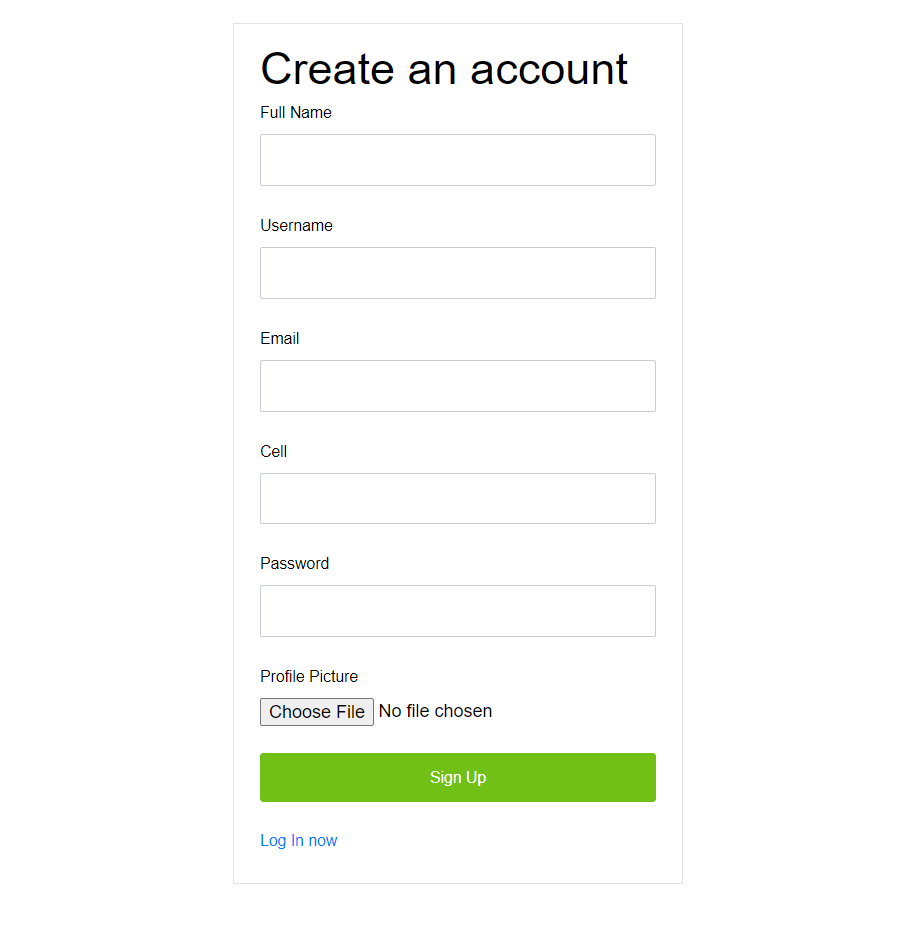 Create an account
Full Name
Username
Email
Cell
Password
Profile Picture
Choose File No file chosen
Sign Up
Log In now